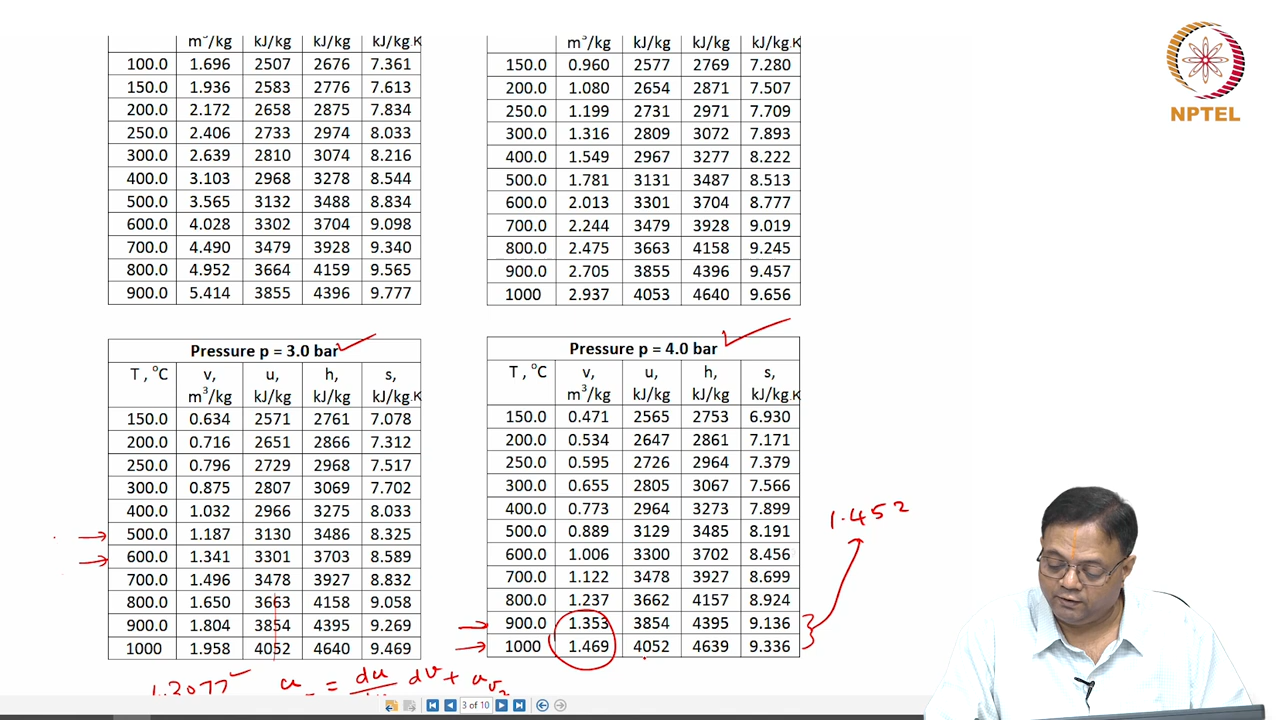 m³/kg kJ/kg kJ/kg kJ/kg K
100.0 1.696 2507 2676 7.361
150.0 1.936 2583 2776 7.613
200.0 2.172 2658 2875 7.834
250.0 2.406 2733 2974 8.033
300.0 2.639 2810 3074 8.216
400.0 3.103 2968 3278 8.544
500.0 3.565 3132 3488 8.834
600.0 4.028 3302 3704 9.098
700.0 4.490 3479 3928 9.340
800.0 4.952 3664 4159 9.565
900.0 5.414 3855 4396 9.777
m³/kg kJ/kg kJ/kg kJ/kg.K
150.0 0.960 2577 2769 7.280
200.0 1.080 2654 2871 7.507
250.0 1.199 2731 2971 7.709
300.0 1.316 2809 3072 7.893
400.0 1.549 2967 3277 8.222
500.0 1.781 3131 3487 8.513
600.0 2.013 3301 3704 8.777
700.0 2.244 3479 3928 9.019
800.0 2.475 3663 4158 9.245
900.0 2.705 3855 4396 9.457
1000 2.937 4053 4640 9.656
NPTEL
Pressure p = 3.0 bar
T , °C v, u, h, s,
m³/kg kJ/kg kJ/kg kJ/kg K
150.0 0.634 2571 2761 7.078
200.0 0.716 2651 2866 7.312
250.0 0.796 2729 2968 7.517
300.0 0.875 2807 3069 7.702
400.0 1.032 2966 3275 8.033
500.0 1.187 3130 3486 8.325
600.0 1.341 3301 3703 8.589
700.0 1.496 3478 3927 8.832
800.0 1.650 3663 4158 9.058
900.0 1.804 3854 4395 9.269
1000 1.958 4052 4640 9.469
Pressure p = 4.0 bar
T , °C v, u, h, s,
m³/kg kJ/kg kJ/kg kJ/kg.K
150.0 0.471 2565 2753 6.930
200.0 0.534 2647 2861 7.171
250.0 0.595 2726 2964 7.379
300.0 0.655 2805 3067 7.566
400.0 0.773 2964 3273 7.899
500.0 0.889 3129 3485 8.191
600.0 1.006 3300 3702 8.456
700.0 1.122 3478 3927 8.699
800.0 1.237 3662 4157 8.924
900.0 1.353 3854 4395 9.136
1000 1.469 4052 4639 9.336
1.452
u = du dv + u v₂
3 of 10